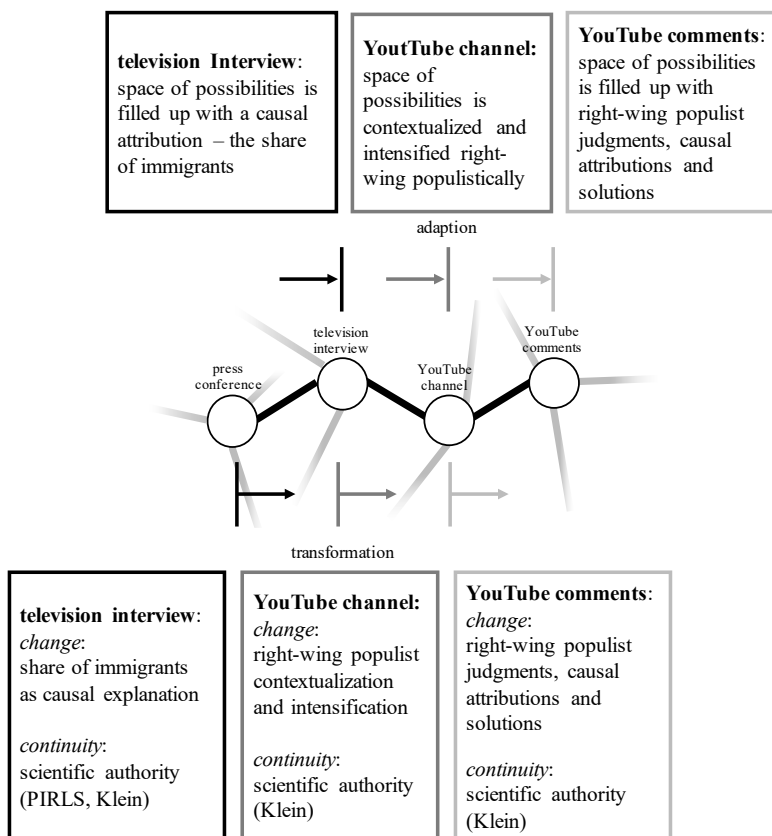 television Interview:
space of possibilities is
filled up with a causal
attribution – the share
of immigrants
YoutTube channel:
space of
possibilities is
contextualized and
intensified right-
wing populistically
YouTube comments:
space of possibilities
is filled up with
right-wing populist
judgments, causal
attributions and
solutions
adaption
press
conference
television
interview
YouTube
channel
YouTube
comments
transformation
television interview:
change:
share of immigrants
as causal explanation
continuity:
scientific authority
(PIRLS, Klein)
YouTube channel:
change:
right-wing populist
contextualization
and intensification
continuity:
scientific authority
(Klein)
YouTube comments:
change:
right-wing populist
judgments, causal
attributions and
solutions
continuity:
scientific authority
(Klein)